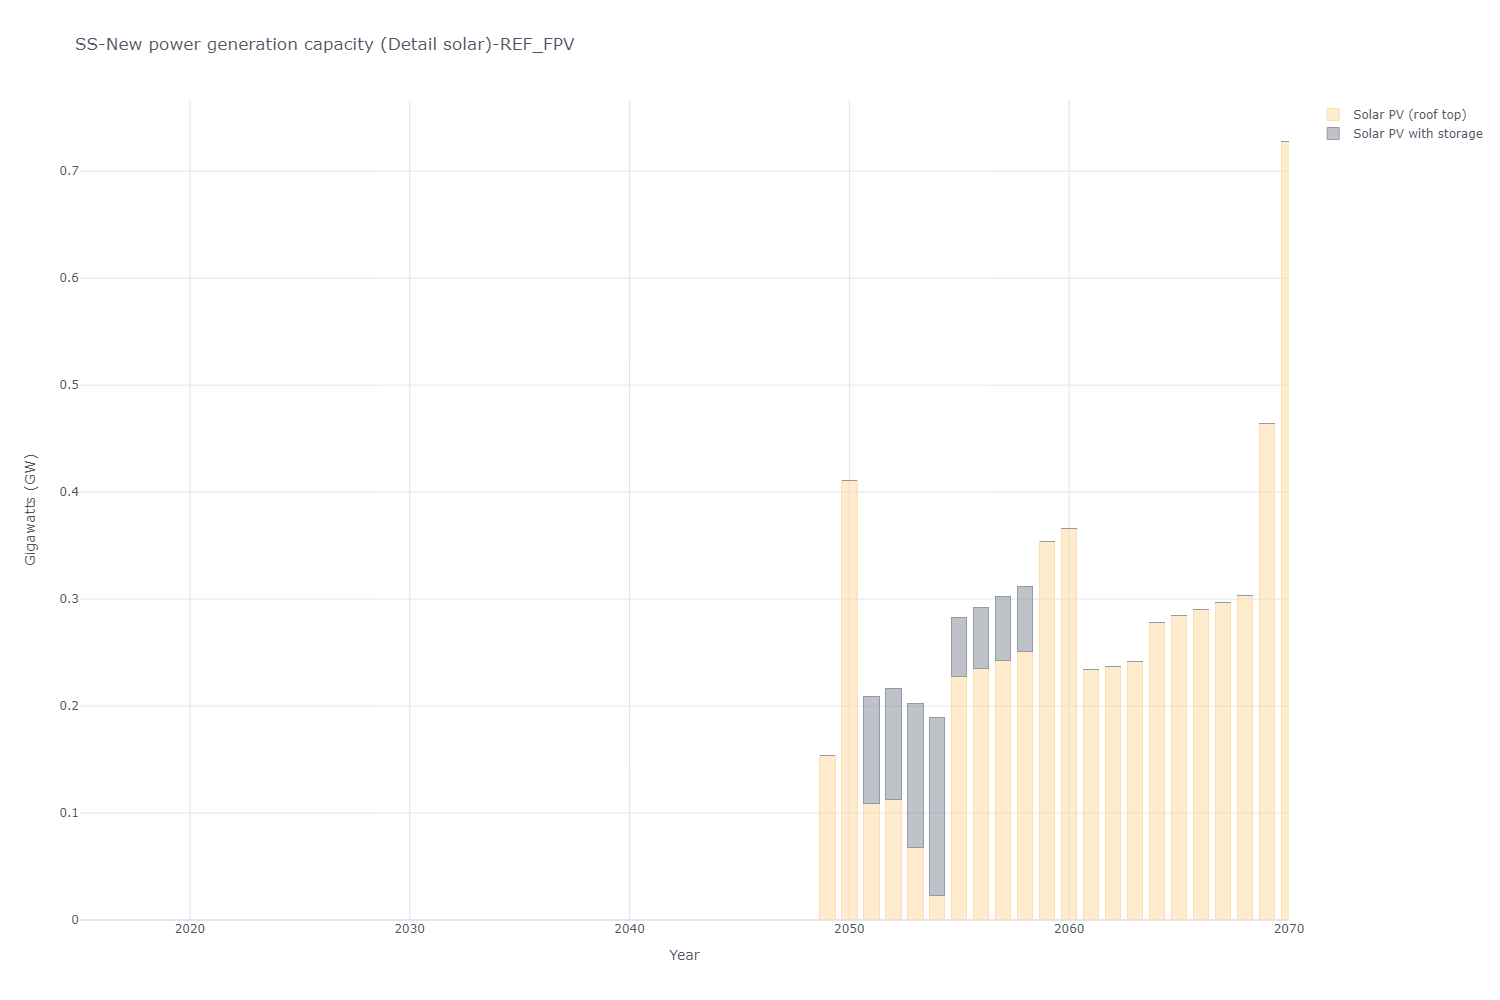 SS-New power generation capacity (Detail solar)-REF_FPV
Solar PV (roof top)
Solar PV with storage
0.7
0.6
0.5
0.4
0.3
0.2
0.1
0
Gigawatts (GW)
2020
2030
2040
2050
2060
2070
Year